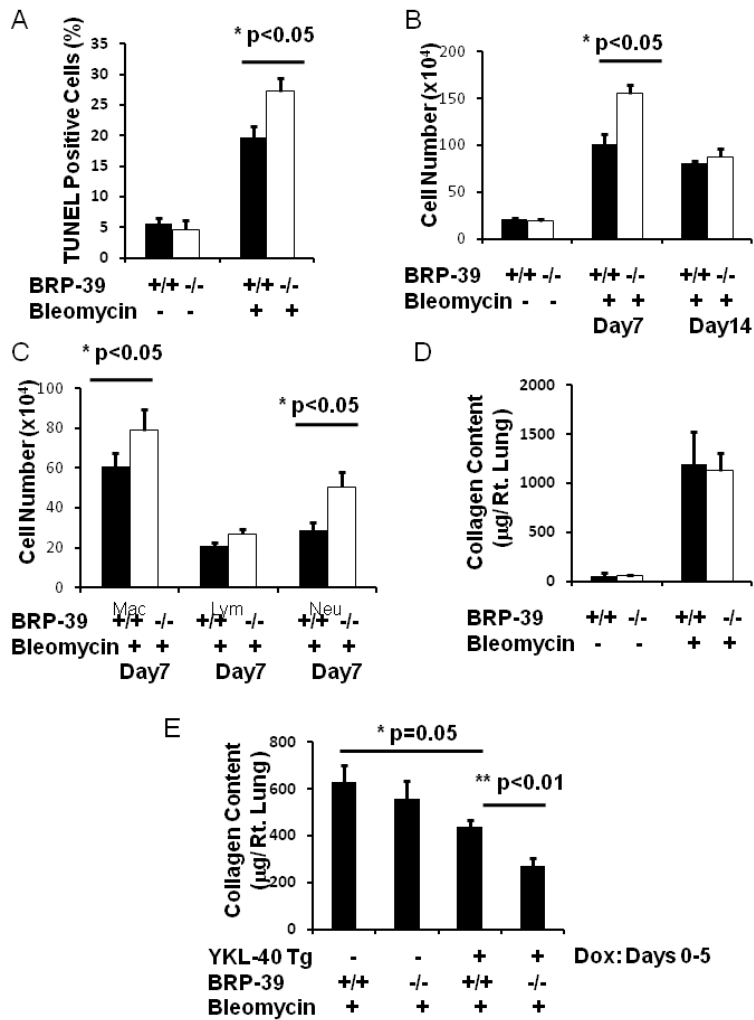 A
TUNEL Positive Cells (%)
40
35
30
25
20
15
10
5
0
* p<0.05
BRP-39 +/+ -/- +/+ -/-
Bleomycin - - + +
B
Cell Number (x10⁴)
200
150
100
50
0
* p<0.05
BRP-39 +/+ -/- +/+ -/- +/+ -/-
Bleomycin - - + + + +
Day7 Day14
C
Cell Number (x10⁴)
100
80
60
40
20
0
* p<0.05
* p<0.05
Mac Lym Neu
BRP-39 +/+ -/- +/+ -/- +/+ -/-
Bleomycin + + + + + +
Day7 Day7 Day7
D
Collagen Content
(µg/ Rt. Lung)
2000
1500
1000
500
0
BRP-39 +/+ -/- +/+ -/-
Bleomycin - - + +
E
Collagen Content
(µg/ Rt. Lung)
800
600
400
200
0
* p=0.05
** p<0.01
YKL-40 Tg - - + + Dox: Days 0-5
BRP-39 +/+ -/- +/+ -/-
Bleomycin + + + +